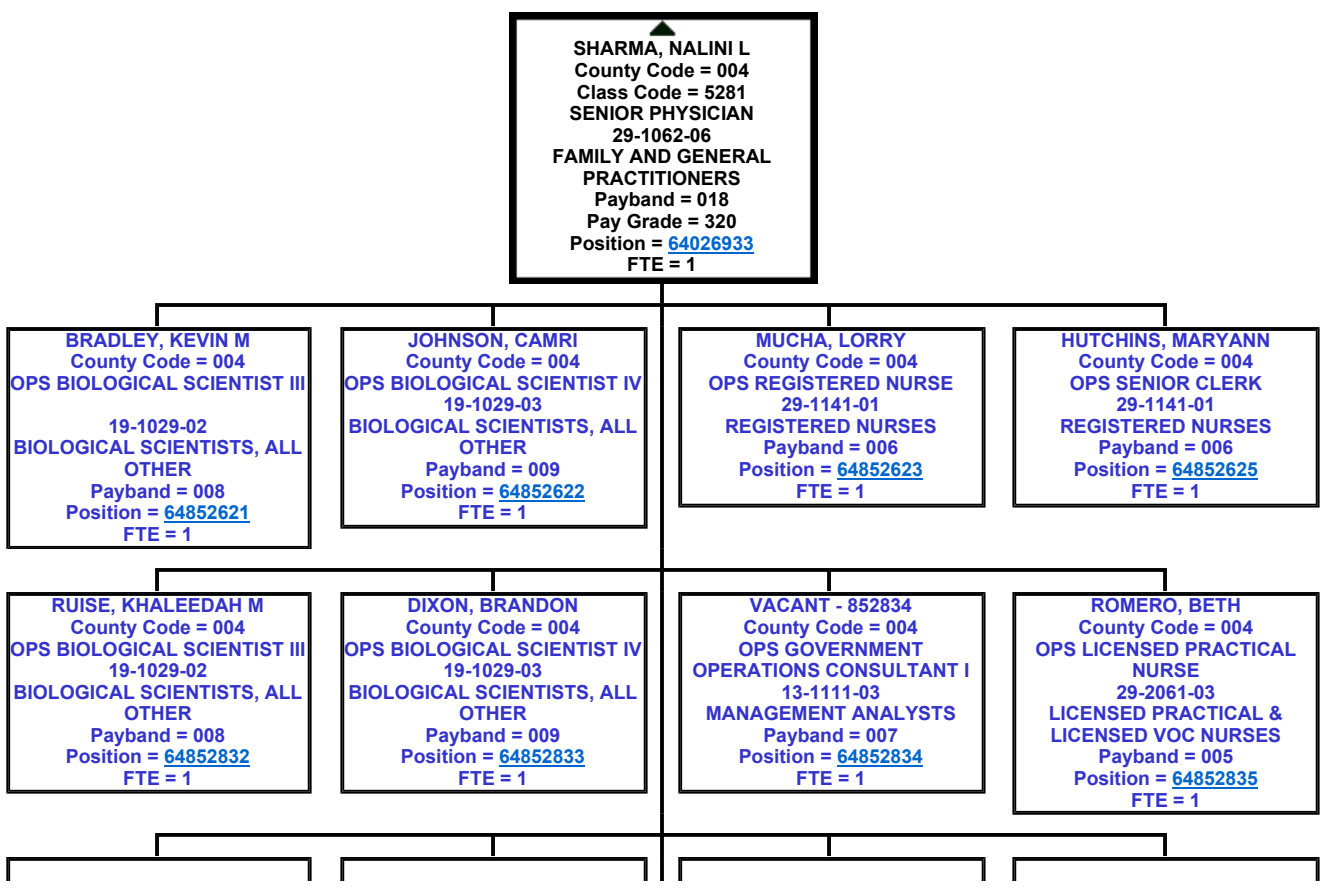 SHARMA, NALINI L
County Code = 004
Class Code = 5281
SENIOR PHYSICIAN
29-1062-06
FAMILY AND GENERAL
PRACTITIONERS
Payband = 018
Pay Grade = 320
Position = 64026933
FTE = 1
BRADLEY, KEVIN M
County Code = 004
OPS BIOLOGICAL SCIENTIST III
19-1029-02
BIOLOGICAL SCIENTISTS, ALL
OTHER
Payband = 008
Position = 64852621
FTE = 1
JOHNSON, CAMRI
County Code = 004
OPS BIOLOGICAL SCIENTIST IV
19-1029-03
BIOLOGICAL SCIENTISTS, ALL
OTHER
Payband = 009
Position = 64852622
FTE = 1
MUCHA, LORRY
County Code = 004
OPS REGISTERED NURSE
29-1141-01
REGISTERED NURSES
Payband = 006
Position = 64852623
FTE = 1
HUTCHINS, MARYANN
County Code = 004
OPS SENIOR CLERK
29-1141-01
REGISTERED NURSES
Payband = 006
Position = 64852625
FTE = 1
RUISE, KHALEEDAH M
County Code = 004
OPS BIOLOGICAL SCIENTIST III
19-1029-02
BIOLOGICAL SCIENTISTS, ALL
OTHER
Payband = 008
Position = 64852832
FTE = 1
DIXON, BRANDON
County Code = 004
OPS BIOLOGICAL SCIENTIST IV
19-1029-03
BIOLOGICAL SCIENTISTS, ALL
OTHER
Payband = 009
Position = 64852833
FTE = 1
VACANT - 852834
County Code = 004
OPS GOVERNMENT
OPERATIONS CONSULTANT I
13-1111-03
MANAGEMENT ANALYSTS
Payband = 007
Position = 64852834
FTE = 1
ROMERO, BETH
County Code = 004
OPS LICENSED PRACTICAL
NURSE
29-2061-03
LICENSED PRACTICAL &
LICENSED VOC NURSES
Payband = 005
Position = 64852835
FTE = 1